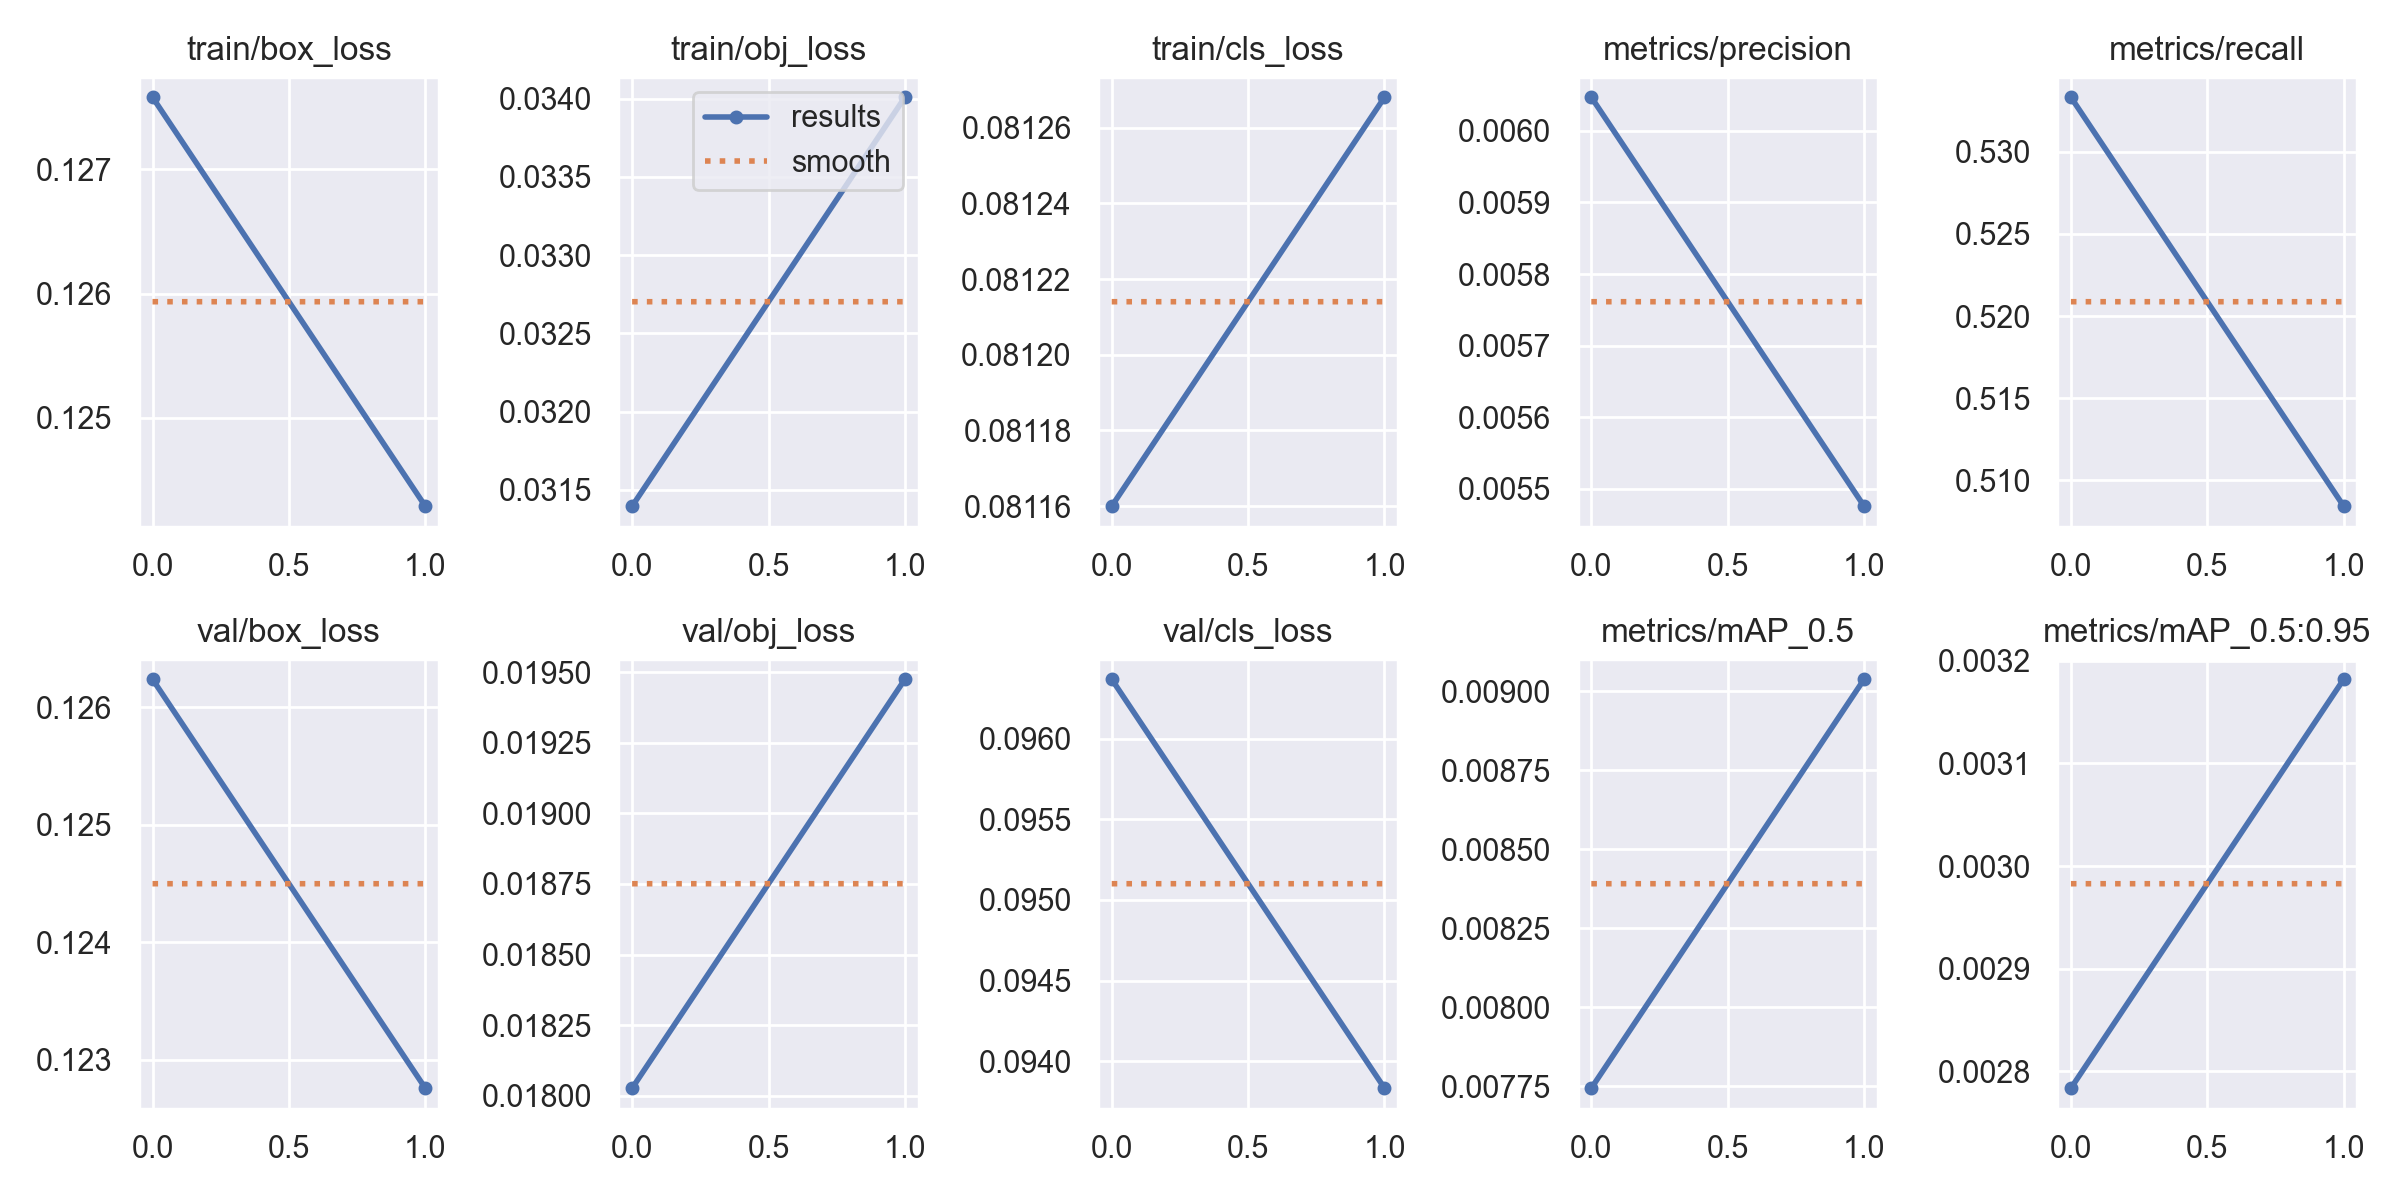 train/box_loss
0.127
0.126
0.125
0.0 0.5 1.0
train/obj_loss
results
smooth
0.0340
0.0335
0.0330
0.0325
0.0320
0.0315
0.0 0.5 1.0
train/cls_loss
0.08126
0.08124
0.08122
0.08120
0.08118
0.08116
0.0 0.5 1.0
metrics/precision
0.0060
0.0059
0.0058
0.0057
0.0056
0.0055
0.0 0.5 1.0
metrics/recall
0.530
0.525
0.520
0.515
0.510
0.0 0.5 1.0
val/box_loss
0.126
0.125
0.124
0.123
0.0 0.5 1.0
val/obj_loss
0.01950
0.01925
0.01900
0.01875
0.01850
0.01825
0.01800
0.0 0.5 1.0
val/cls_loss
0.0960
0.0955
0.0950
0.0945
0.0940
0.0 0.5 1.0
metrics/mAP_0.5
0.00900
0.00875
0.00850
0.00825
0.00800
0.00775
0.0 0.5 1.0
metrics/mAP_0.5:0.95
0.0032
0.0031
0.0030
0.0029
0.0028
0.0 0.5 1.0